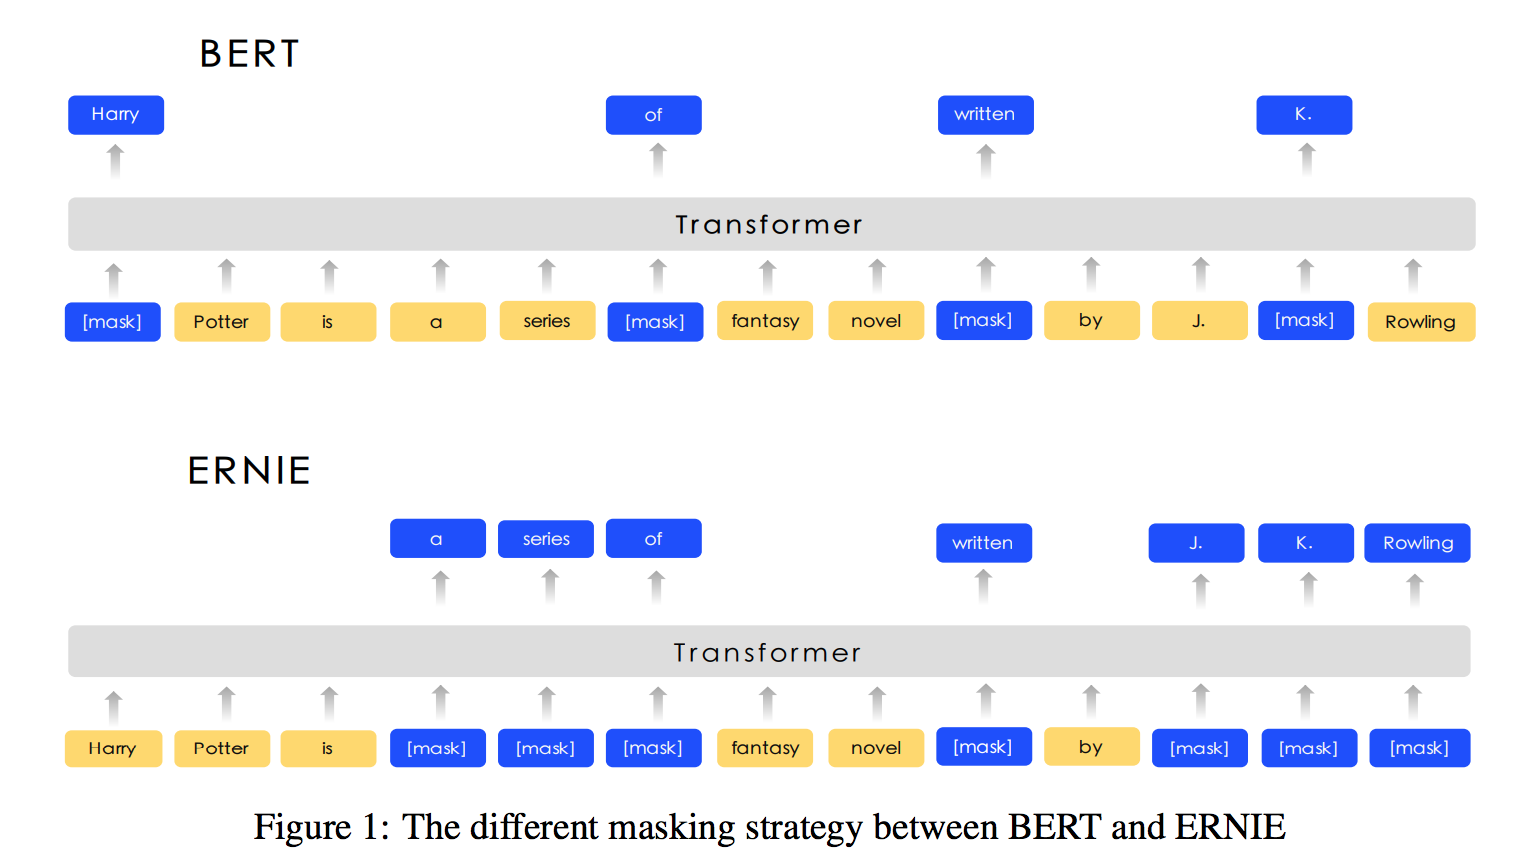 BERT
Harry of written K.
Transformer
[mask] Potter is a series [mask] fantasy novel [mask] by J. [mask] Rowling
ERNIE
a series of written J. K. Rowling
Transformer
Harry Potter is [mask] [mask] [mask] fantasy novel [mask] by [mask] [mask] [mask]
Figure 1: The different masking strategy between BERT and ERNIE